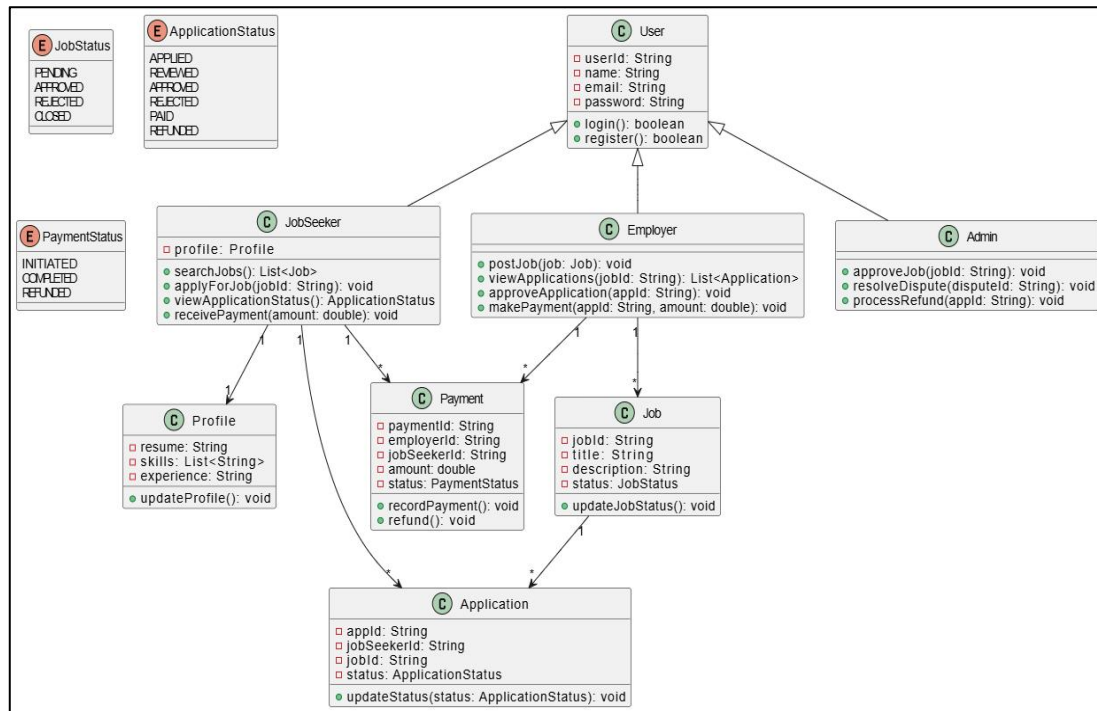 E JobStatus
PENDING
APPROVED
REJECTED
CLOSED
E ApplicationStatus
APPLIED
REVIEWED
APPROVED
REJECTED
PAID
REFUNDED
C User
userId: String
name: String
email: String
password: String
login(): boolean
register(): boolean
E PaymentStatus
INITIATED
COMPLETED
REFUNDED
C JobSeeker
profile: Profile
searchJobs(): List<Job>
applyForJob(jobId: String): void
viewApplicationStatus(): ApplicationStatus
receivePayment(amount: double): void
C Employer
postJob(job: Job): void
viewApplications(jobId: String): List<Application>
approveApplication(appId: String): void
makePayment(appId: String, amount: double): void
C Admin
approveJob(jobId: String): void
resolveDispute(disputeId: String): void
processRefund(appId: String): void
1
1
1
1
1
1
*
*
*
C Profile
resume: String
skills: List<String>
experience: String
updateProfile(): void
C Payment
paymentId: String
employerId: String
jobSeekerId: String
amount: double
status: PaymentStatus
recordPayment(): void
refund(): void
C Job
jobId: String
title: String
description: String
status: JobStatus
updateJobStatus(): void
1
*
*
C Application
appId: String
jobSeekerId: String
jobId: String
status: ApplicationStatus
updateStatus(status: ApplicationStatus): void